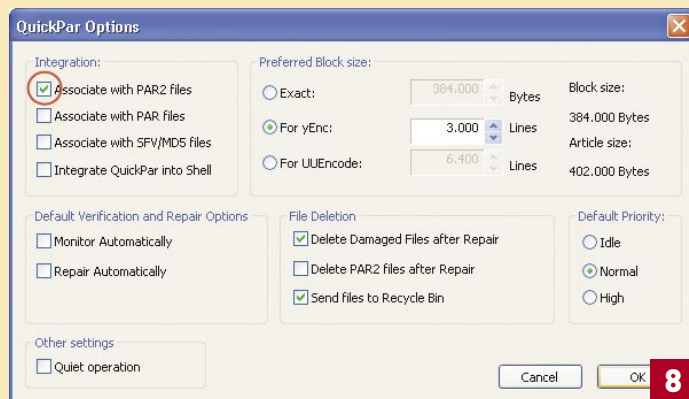 QuickPar Options
Integration:
Associate with PAR2 files
Associate with PAR files
Associate with SFV/MD5 files
Integrate QuickPar into Shell
Preferred Block size:
Exact:
384.000
Bytes
For yEnc:
3.000
Lines
For UUEncode:
6.400
Lines
Block size:
384.000 Bytes
Article size:
402.000 Bytes
Default Verification and Repair Options
Monitor Automatically
Repair Automatically
File Deletion
Delete Damaged Files after Repair
Delete PAR2 files after Repair
Send files to Recycle Bin
Default Priority:
Idle
Normal
High
Other settings
Quiet operation
Cancel
OK
8